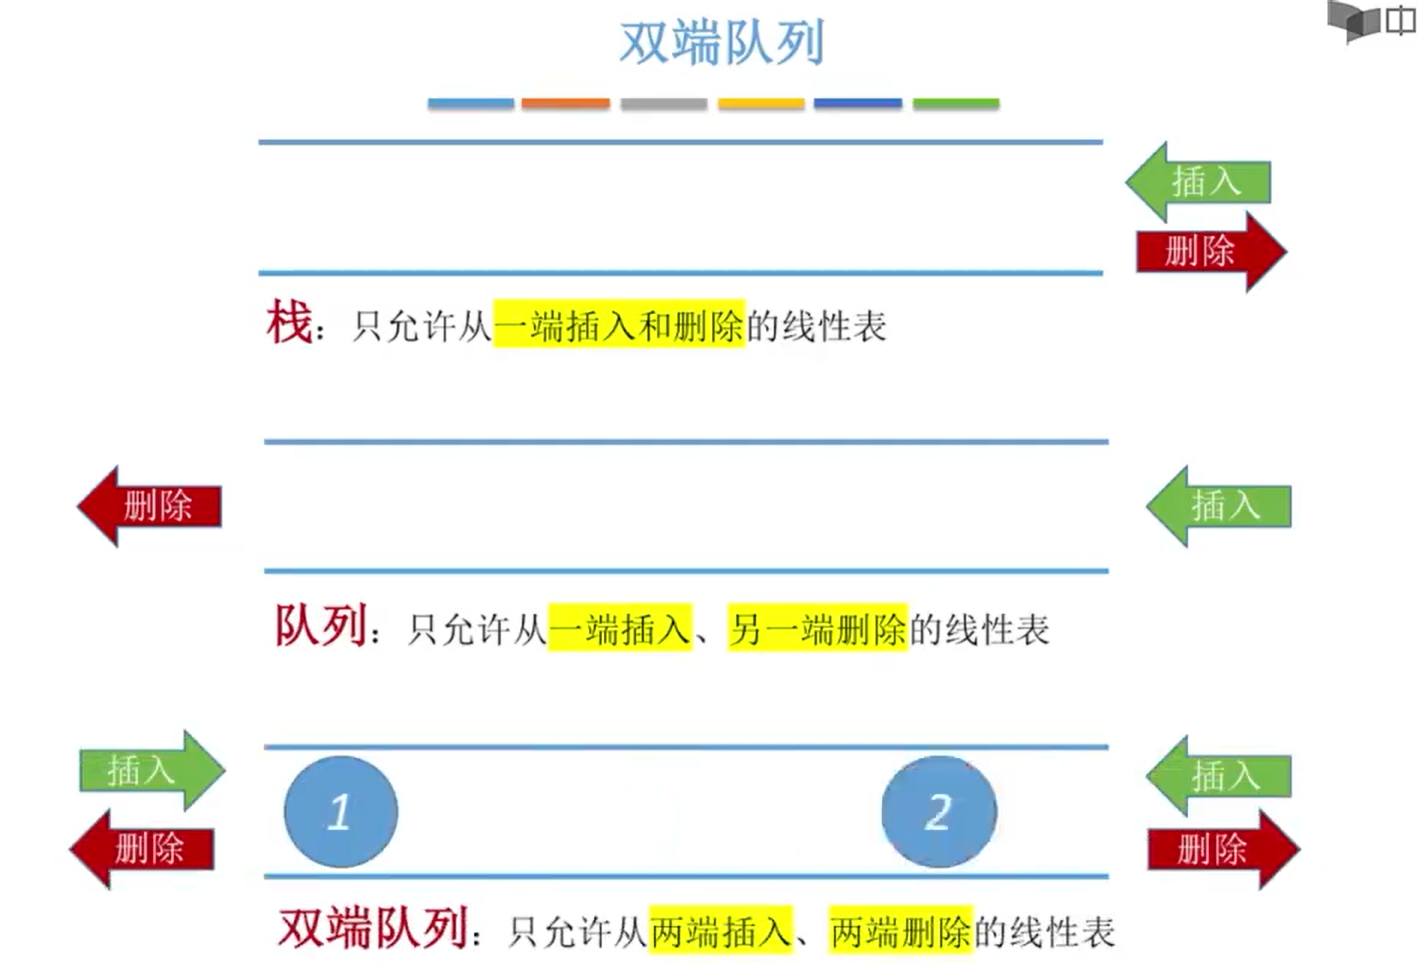 双端队列
中
插入
删除
栈：只允许从一端插入和删除的线性表
删除
插入
队列：只允许从一端插入、另一端删除的线性表
插入
1
2
插入
删除
删除
双端队列：只允许从两端插入、两端删除的线性表